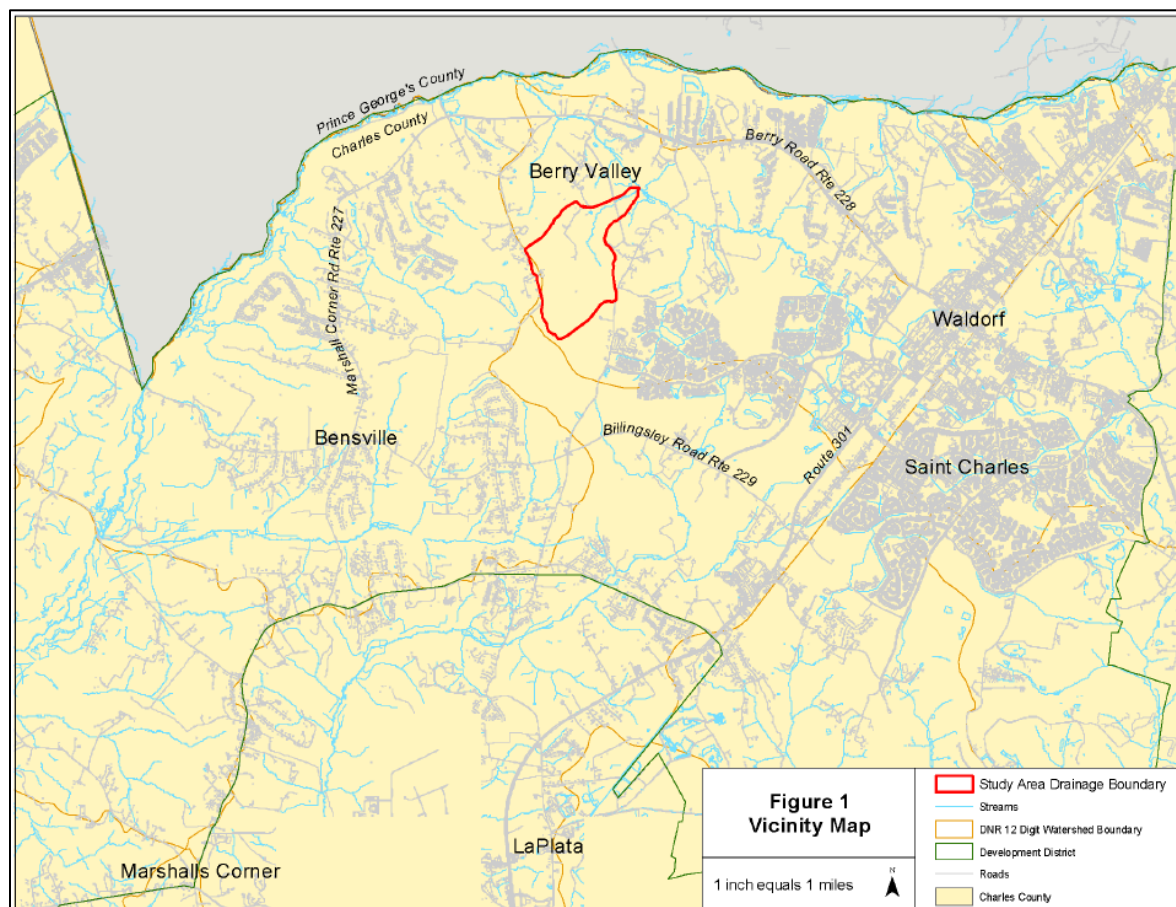 Prince George's County
Charles County
Berry Valley
Berry Road Rte 228
Marshall Corner Rd Rte 227
Waldorf
Bensville
Billingsley Road Rte 229
Route 301
Saint Charles
LaPlata
Marshalls Corner
Figure 1
Vicinity Map
1 inch equals 1 miles
N
Study Area Drainage Boundary
Streams
DNR 12 Digit Watershed Boundary
Development District
Roads
Charles County